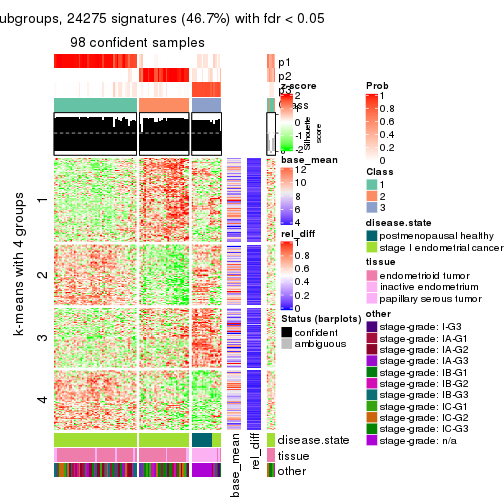 ubgroups, 24275 signatures (46.7%) with fdr < 0.05
98 confident samples
p1
p2
p3
Class
z-score
2
1
0
-1
-2
Silhouette
score
base_mean
12
10
8
6
4
rel_diff
1
0.8
0.6
0.4
0.2
0
Status (barplots)
confident
ambiguous
k-means with 4 groups
1
2
3
4
base_mean
rel_diff
disease.state
tissue
other
Prob
1
0.8
0.6
0.4
0.2
0
Class
1
2
3
disease.state
postmenopausal healthy
stage I endometrial cancer
tissue
endometrioid tumor
inactive endometrium
papillary serous tumor
other
stage-grade: I-G3
stage-grade: IA-G1
stage-grade: IA-G2
stage-grade: IA-G3
stage-grade: IB-G1
stage-grade: IB-G2
stage-grade: IB-G3
stage-grade: IC-G1
stage-grade: IC-G2
stage-grade: IC-G3
stage-grade: n/a